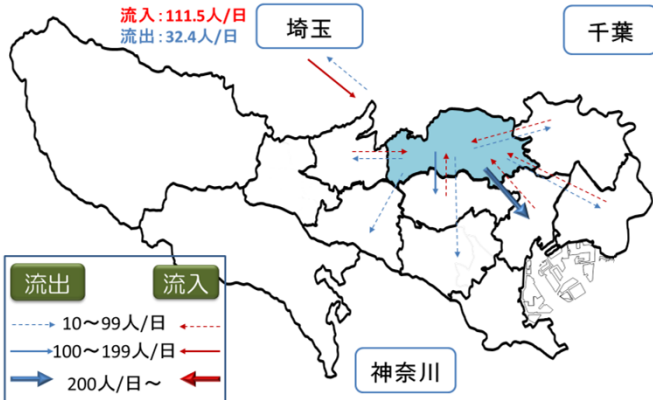 流入：111.5人/日
流出：32.4人/日
埼玉
千葉
流出
流入
10～99人/日
100～199人/日
200人/日～
神奈川